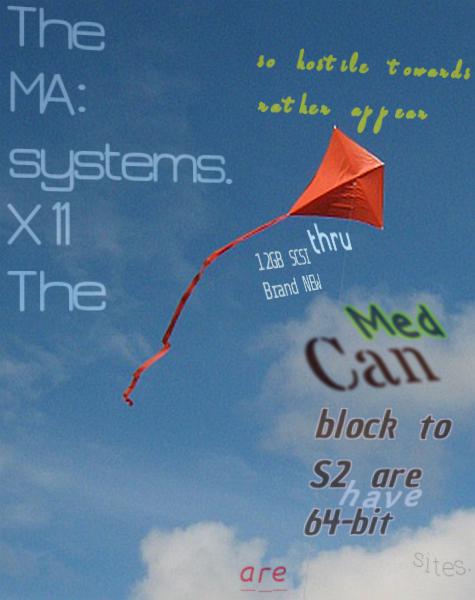 The
MA:
systems.
X11
The
so hostile towards
rather appear
thru
12GB SCSI
Brand NEW
Med
Can
block to
S2 are
have
64-bit
sites.
are